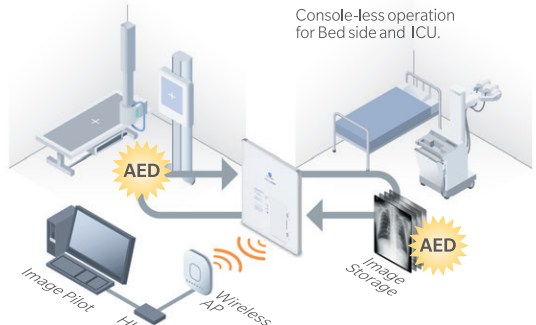 Console-less operation
for Bed side and ICU.
AED
AED
Image Pilot
Wireless
AP
Image
Storage